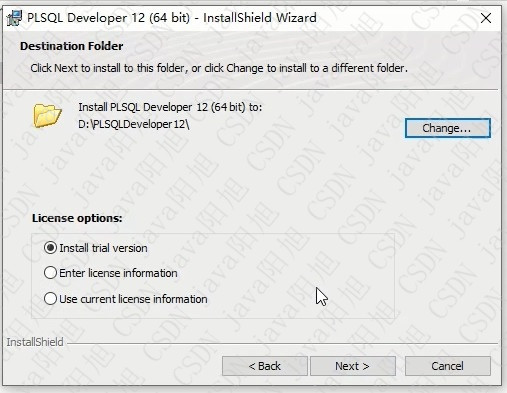 PLSQL Developer 12 (64 bit) - InstallShield Wizard
Destination Folder
Click Next to install to this folder, or click Change to install to a different folder.
Install PLSQL Developer 12 (64 bit) to:
D:\PLSQLDeveloper12\
Change...
License options:
Install trial version
Enter license information
Use current license information
InstallShield
< Back
Next >
Cancel
CSDN java阳旭